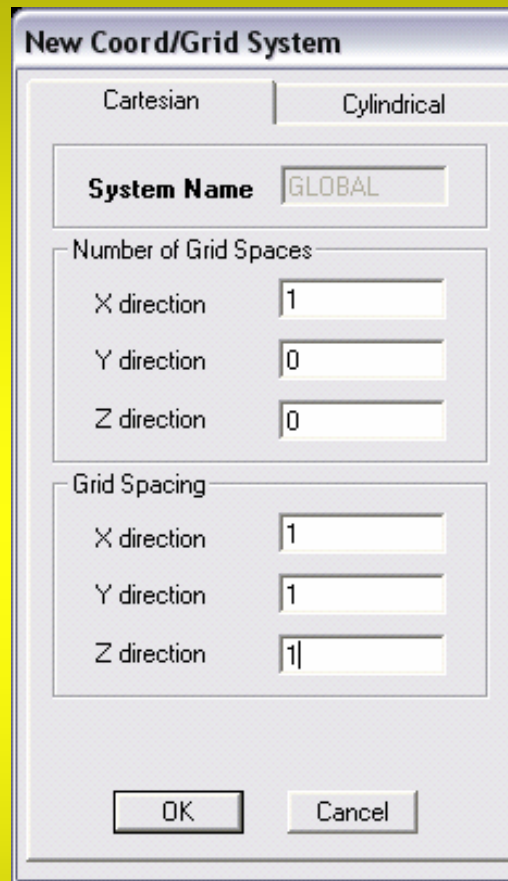 New Coord/Grid System
Cartesian Cylindrical
System Name GLOBAL
Number of Grid Spaces
X direction 1
Y direction 0
Z direction 0
Grid Spacing
X direction 1
Y direction 1
Z direction 1
OK Cancel